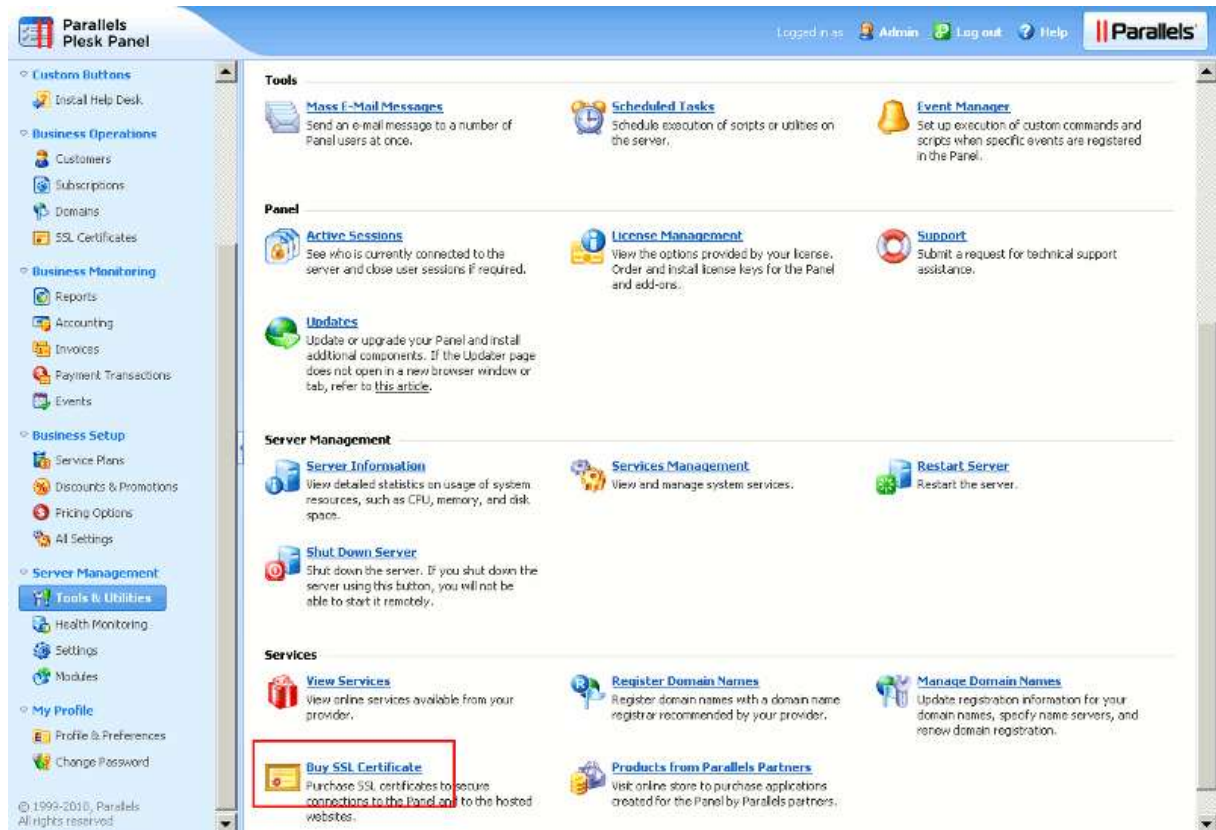 Parallels
Plesk Panel
Logged in as Admin Log out Help
Parallels
Custom Buttons
Install Help Desk
Business Operations
Customers
Subscriptions
Domains
SSL Certificates
Business Monitoring
Reports
Accounting
Invoices
Payment Transactions
Events
Business Setup
Service Plans
Discounts & Promotions
Pricing Options
All Settings
Server Management
Tools & Utilities
Health Monitoring
Settings
Modules
My Profile
Profile & Preferences
Change Password
© 1999-2010, Parallels
All rights reserved
Tools
Mass E-Mail Messages
Send an e-mail message to a number of
Panel users at once.
Scheduled Tasks
Schedule execution of scripts or utilities on
the server.
Event Manager
Set up execution of custom commands and
scripts when specific events are registered
in the Panel.
Panel
Active Sessions
See who is currently connected to the
server and close user sessions if required.
License Management
View the options provided by your license.
Order and install license keys for the Panel
and add-ons.
Support
Submit a request for technical support
assistance.
Updates
Update or upgrade your Panel and install
additional components. If the Updater page
does not open in a new browser window or
tab, refer to this article.
Server Management
Server Information
View detailed statistics on usage of system
resources, such as CPU, memory, and disk
space.
Services Management
View and manage system services.
Restart Server
Restart the server.
Shut Down Server
Shut down the server. If you shut down the
server using this button, you will not be
able to start it remotely.
Services
View Services
View online services available from your
provider.
Register Domain Names
Register domain names with a domain name
registrar recommended by your provider.
Manage Domain Names
Update registration information for your
domain names, specify name servers, and
renew domain registration.
Buy SSL Certificate
Purchase SSL certificates to secure
connections to the Panel and to the hosted
websites.
Products from Parallels Partners
Visit online store to purchase applications
created for the Panel by Parallels partners.